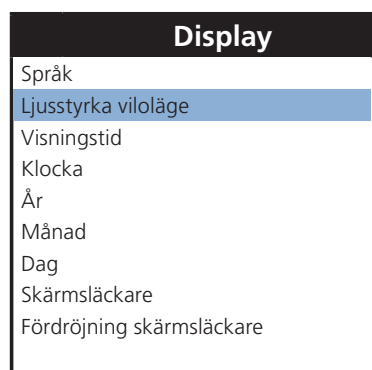 Display
Språk
Ljusstyrka viloläge
Visningstid
Klocka
År
Månad
Dag
Skärmsläckare
Fördröjning skärmsläckare